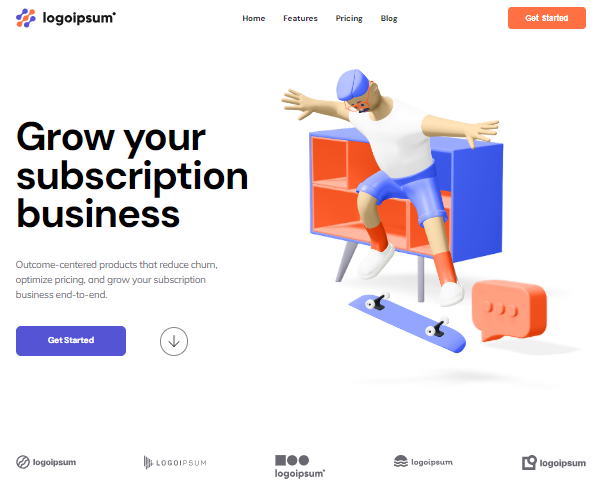 logoipsum
Home Features Pricing Blog
Get Started
Grow your
subscription
business
Outcome-centered products that reduce churn,
optimize pricing, and grow your subscription
business end-to-end.
Get Started
logoipsum
LOGOIPSUM
logoipsum
logoipsum
logoipsum